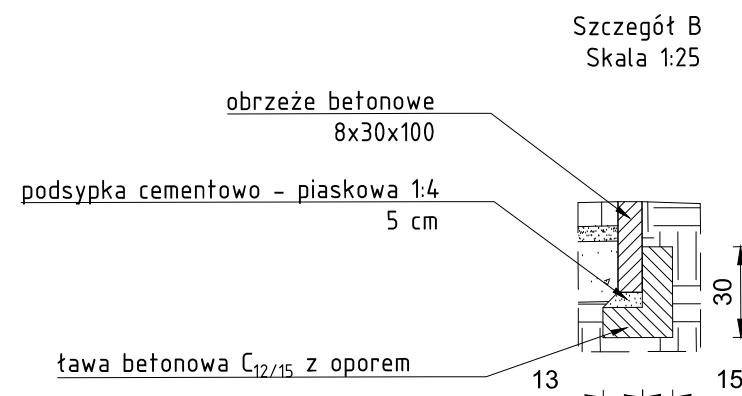 Szczegół B
Skala 1:25
obrzeże betonowe
8x30x100
podsypka cementowo - piaskowa 1:4
5 cm
30
ława betonowa C12/15 z oporem
13
15